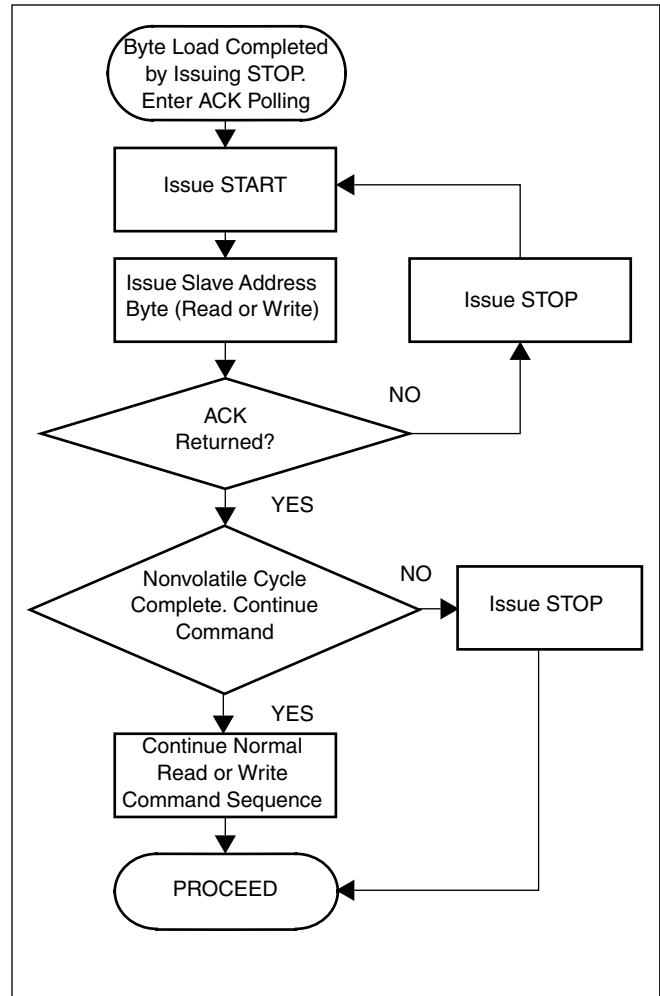 Byte Load Completed
by Issuing STOP.
Enter ACK Polling
Issue START
Issue Slave Address
Byte (Read or Write)
Issue STOP
ACK
Returned?
NO
YES
Nonvolatile Cycle
Complete. Continue
Command
NO
Issue STOP
YES
Continue Normal
Read or Write
Command Sequence
PROCEED